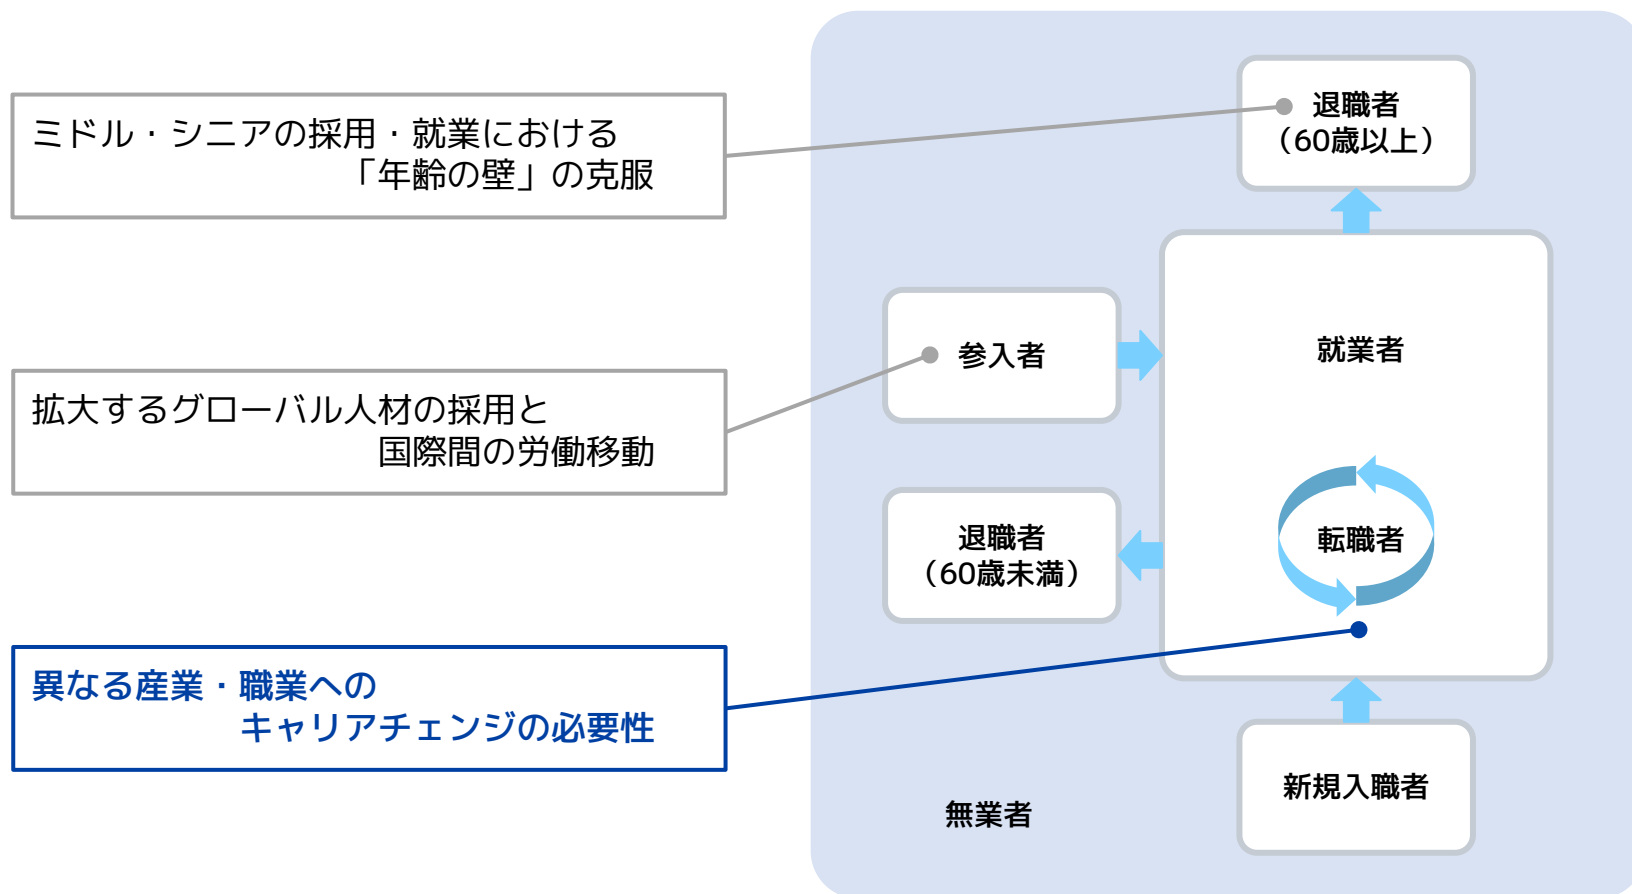 ミドル・シニアの採用・就業における
「年齢の壁」の克服
拡大するグローバル人材の採用と
国際間の労働移動
異なる産業・職業への
キャリアチェンジの必要性
退職者
（60歳以上）
参入者
就業者
退職者
（60歳未満）
転職者
新規入職者
無業者